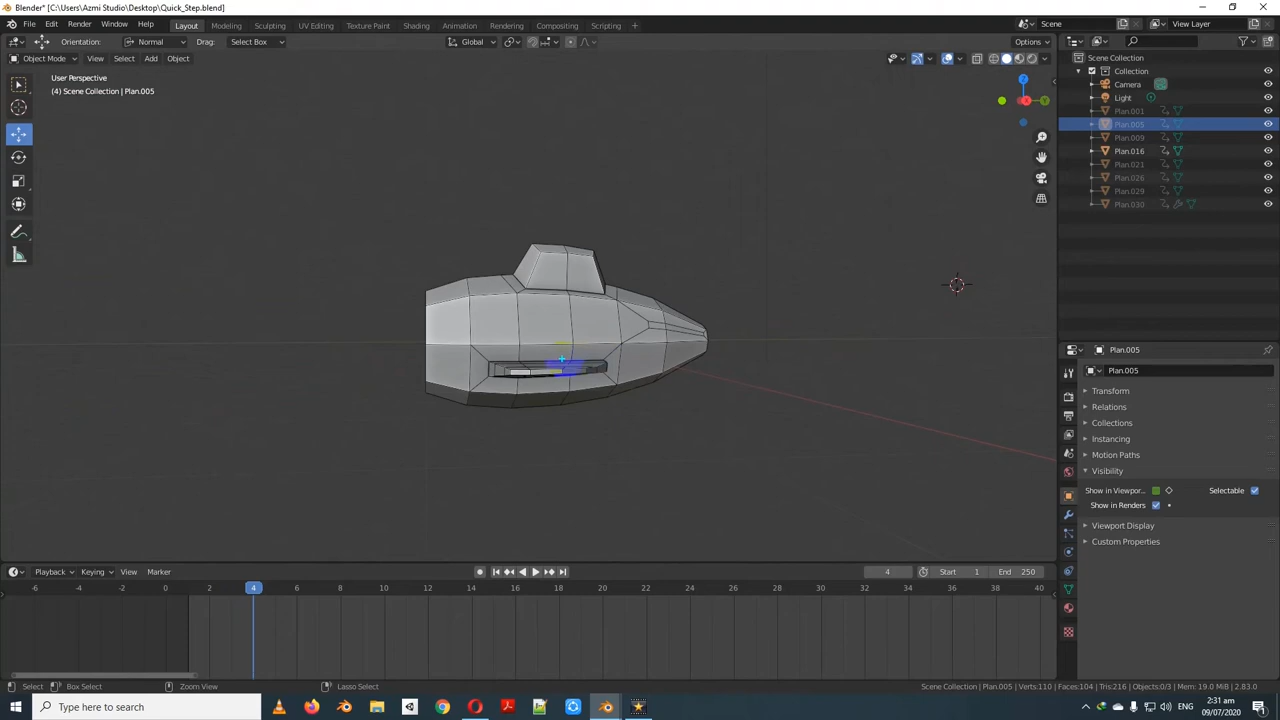 Blender* [C:\Users\Azmi Studio\Desktop\Quick_Step.blend]
File Edit Render Window Help Layout Modeling Sculpting UV Editing Texture Paint Shading Animation Rendering Compositing Scripting + Scene View Layer
Orientation: Normal Drag: Select Box Global Options
Object Mode View Select Add Object
User Perspective
(4) Scene Collection | Plan.005
Z
X
Y
Scene Collection
Collection
Camera
Light
Plan.001
Plan.005
Plan.009
Plan.016
Plan.021
Plan.026
Plan.029
Plan.030
Plan.005
Plan.005
Transform
Relations
Collections
Instancing
Motion Paths
Visibility
Show in Viewpor... Selectable
Show in Renders
Viewport Display
Custom Properties
Playback Keying View Marker 4 Start 1 End 250
-6 -4 -2 0 2 4 6 8 10 12 14 16 18 20 22 24 26 28 30 32 34 36 38 40
Select Box Select Zoom View Lasso Select Scene Collection | Plan.005 | Verts:110 | Faces:104 | Tris:216 | Objects:0/3 | Mem: 19.0 MiB | 2.83.0
Type here to search ENG 2:31 am
09/07/2020